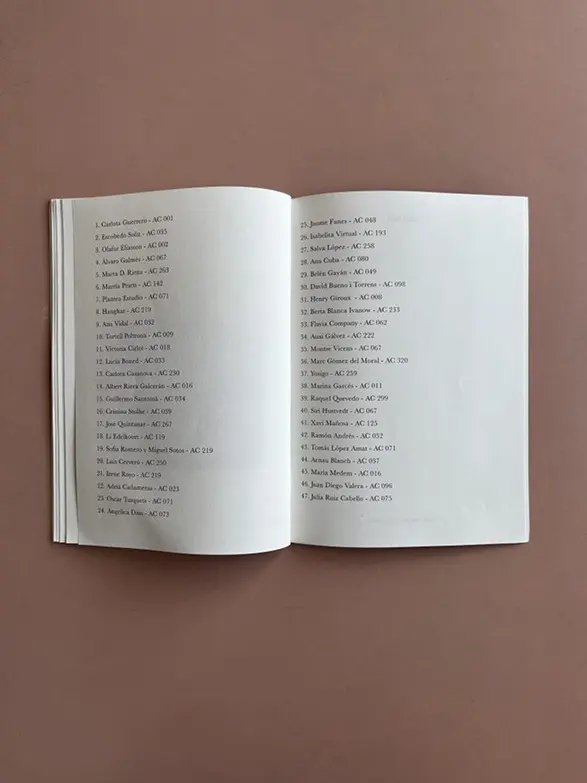 1. Carlota Guerrero - AC 001
2. Escobedo Soliz - AC 035
3. Olafur Eliasson - AC 002
4. Álvaro Galmés - AC 067
5. Marta D. Riezu - AC 263
6. Martín Prats - AC 142
7. Plantea Estudio - AC 071
8. Hanghar - AC 219
9. Ana Vidal - AC 032
10. Tortell Poltrona - AC 009
11. Victoria Cirlot - AC 018
12. Lucía Boned - AC 033
13. Carlota Casanova - AC 230
14. Albert Riera Galcerán - AC 016
15. Guillermo Santomà - AC 034
16. Cristian Stolhe - AC 039
17. José Quintanar - AC 267
18. Li Edelkoort - AC 119
19. Sofía Romero y Miguel Sotos - AC 219
20. Luis Cervera - AC 250
21. Irene Royo - AC 219
22. Adrià Cañameras - AC 023
23. Oscar Tusquets - AC 071
24. Angélica Dass - AC 073
25. Jaume Fanes - AC 048
26. Isabelita Virtual - AC 193
27. Salva López - AC 258
28. Ana Cuba - AC 080
29. Belén Gayán - AC 049
30. David Bueno i Torrens - AC 098
31. Henry Giroux - AC 008
32. Berta Blanca Ivanow - AC 233
33. Flavia Company - AC 062
34. Ausi Gálvez - AC 222
35. Montse Vicens - AC 067
36. Marc Gómez del Moral - AC 320
37. Yosigo - AC 259
38. Marina Garcés - AC 011
39. Raquel Quevedo - AC 299
40. Siri Hustvedt - AC 067
41. Xavi Mañosa - AC 125
42. Ramón Andrés - AC 032
43. Tomás López Amat - AC 071
44. Arnau Blanch - AC 037
45. Maria Medem - AC 016
46. Juan Diego Valera - AC 096
47. Julia Ruiz Cabello - AC 075